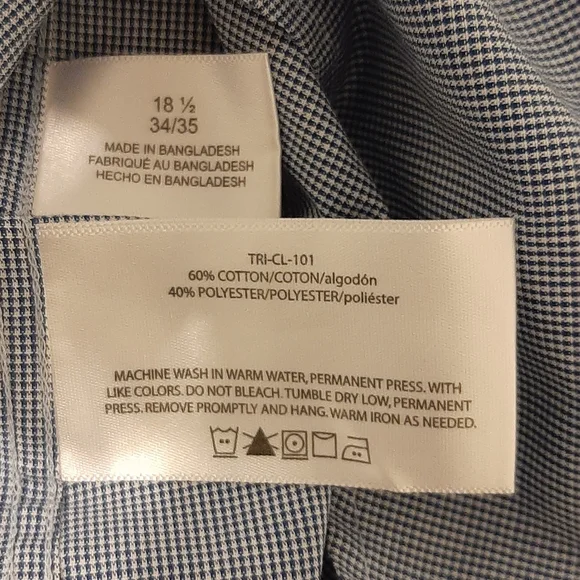 18 ½
34/35
MADE IN BANGLADESH
FABRIQUÉ AU BANGLADESH
HECHO EN BANGLADESH
TRI-CL-101
60% COTTON/COTON/algodón
40% POLYESTER/POLYESTER/poliéster
MACHINE WASH IN WARM WATER, PERMANENT PRESS. WITH
LIKE COLORS. DO NOT BLEACH. TUMBLE DRY LOW, PERMANENT
PRESS. REMOVE PROMPTLY AND HANG. WARM IRON AS NEEDED.